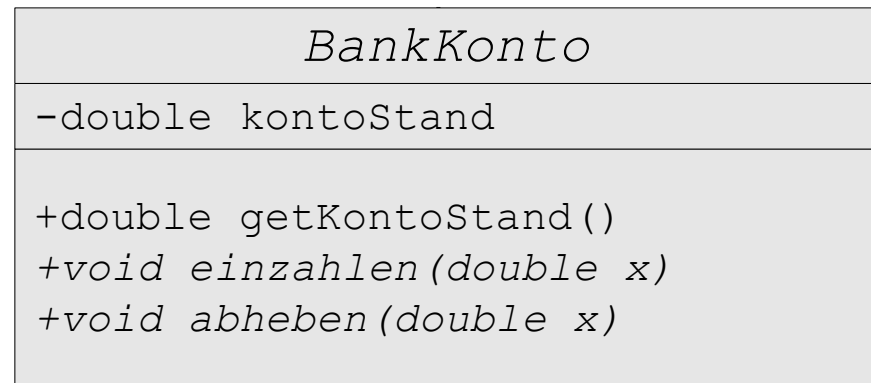 BankKonto
-double kontoStand
+double getKontoStand()
+void einzahlen(double x)
+void abheben(double x)